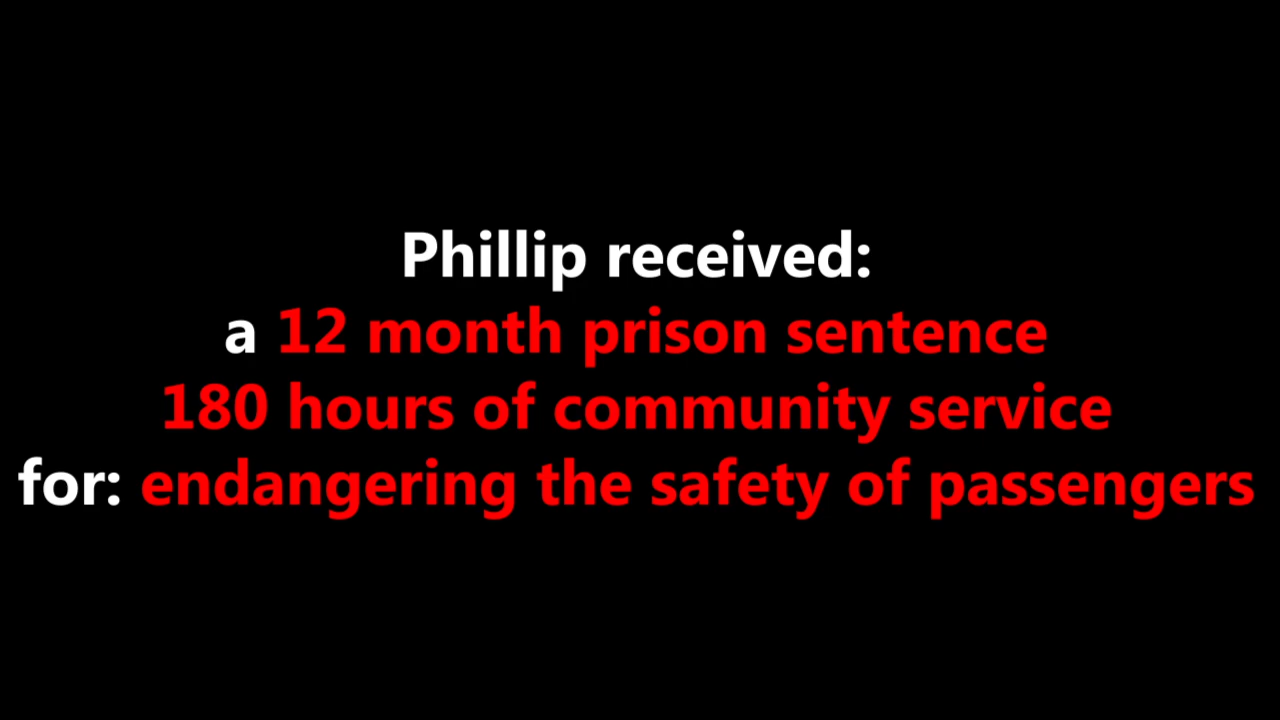 Phillip received:
a 12 month prison sentence
180 hours of community service
for: endangering the safety of passengers